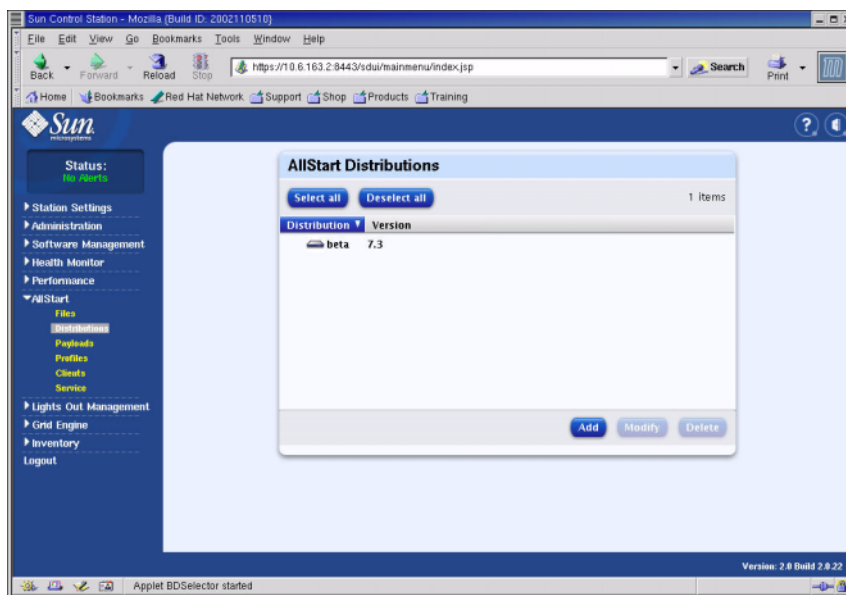 Sun Control Station - Mozilla {Build ID: 2002110510}
File Edit View Go Bookmarks Tools Window Help
Back Forward Reload Stop https://10.6.163.2:8443/sdui/mainmenu/index.jsp Search Print
Home Bookmarks Red Hat Network Support Shop Products Training
Sun
microsystems
?
Status:
No Alerts
Station Settings
Administration
Software Management
Health Monitor
Performance
AllStart
Files
Distributions
Payloads
Profiles
Clients
Service
Lights Out Management
Grid Engine
Inventory
Logout
AllStart Distributions
Select all Deselect all 1 items
Distribution Version
beta 7.3
Add Modify Delete
Version: 2.0 Build 2.0.22
Applet BDSelector started